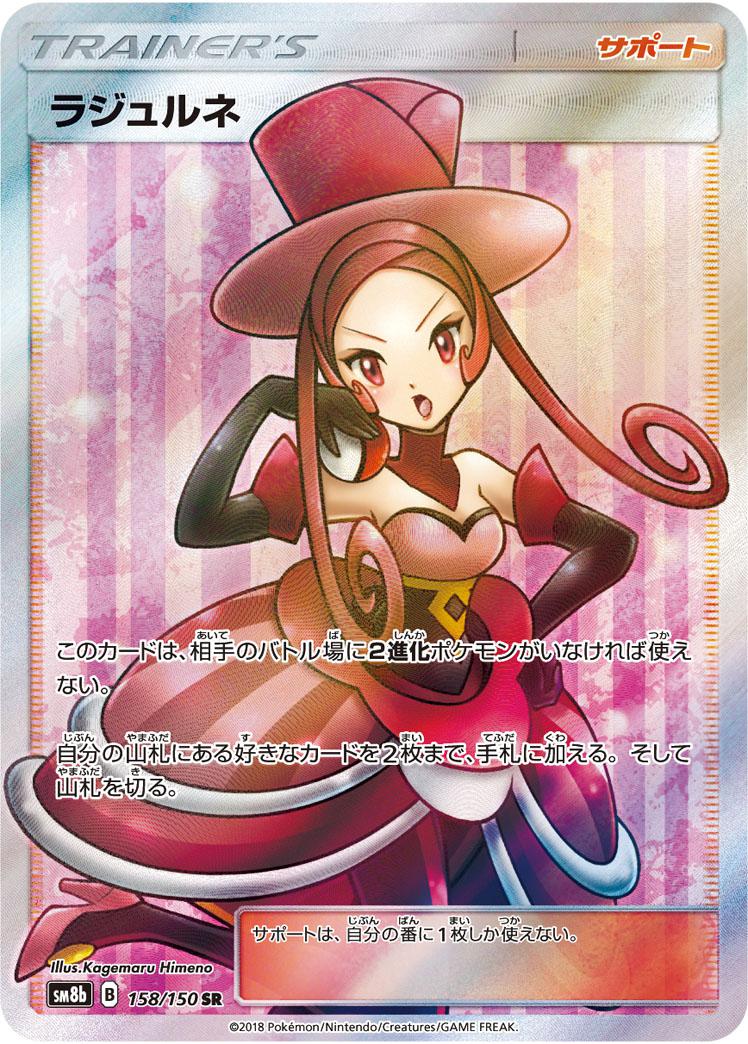 TRAINER'S サポート
ラジュルネ
このカードは、相手のバトル場に2進化ポケモンがいなければ使え
ない。
自分の山札にある好きなカードを2枚まで、手札に加える。そして
山札を切る。
サポートは、自分の番に1枚しか使えない。
Illus.Kagemaru Himeno
SM8b B 158/150 SR
©2018 Pokémon/Nintendo/Creatures/GAME FREAK.